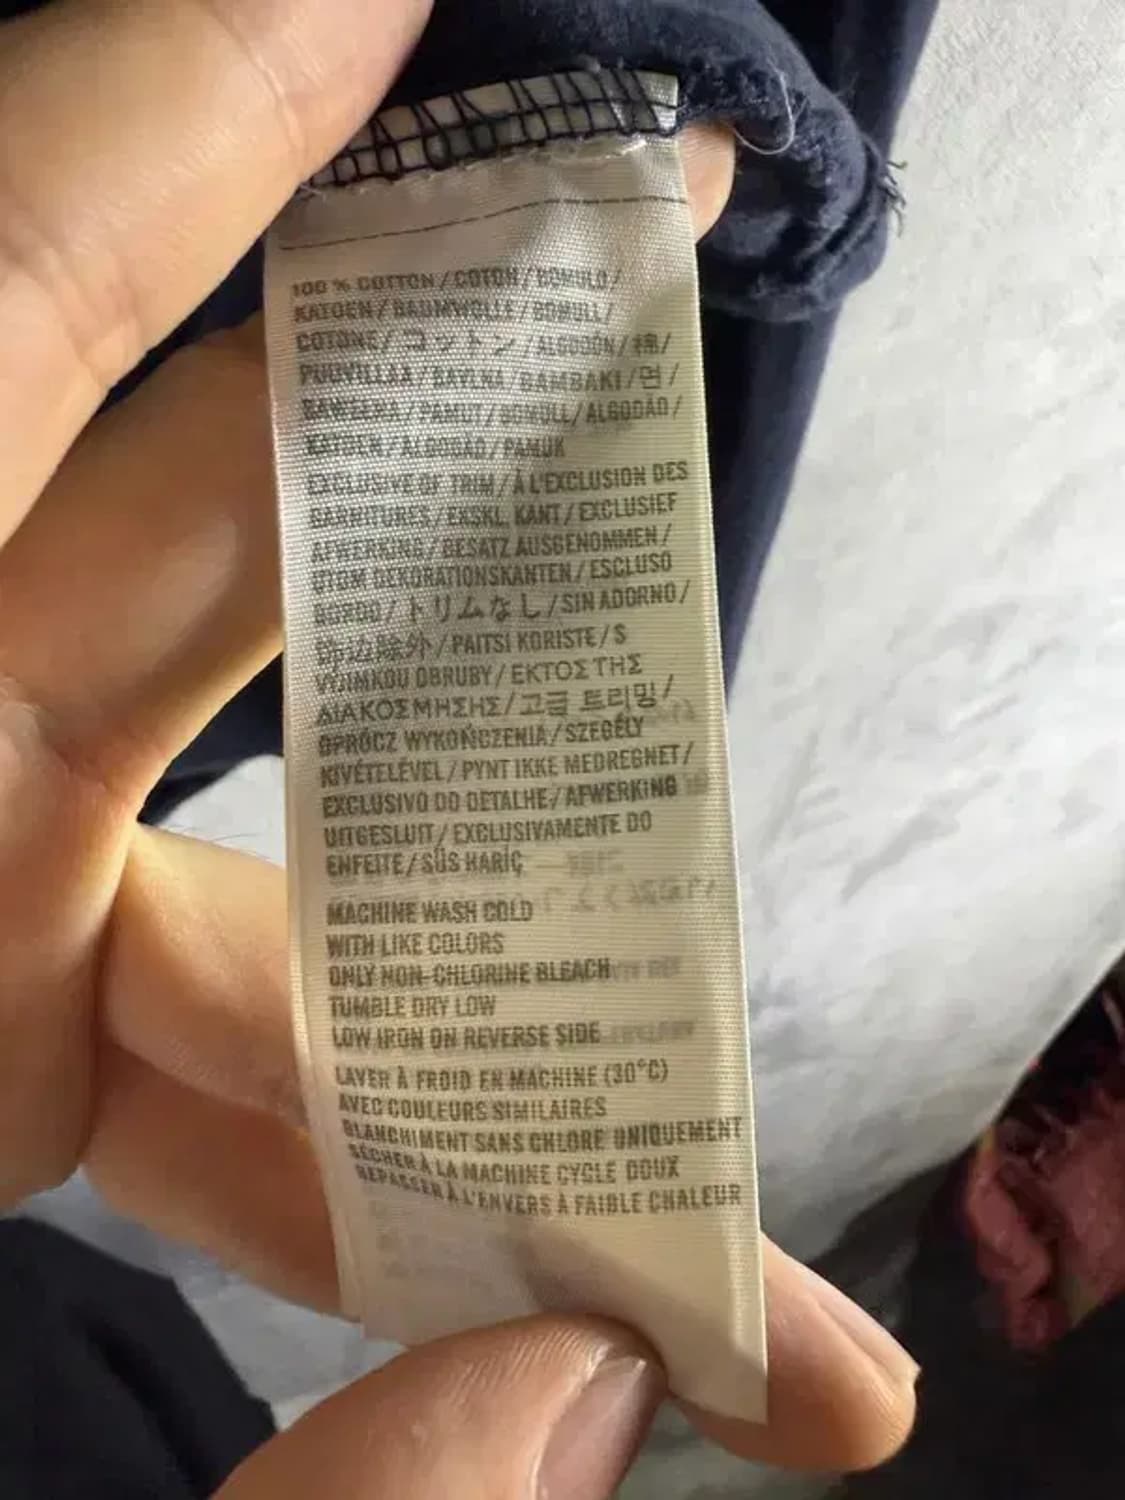 100 % COTTON / COTON / BOMULD /
KATOEN / BAUMWOLLE / BOMULL /
COTONE / コットン / ALGODÓN / 棉 /
PUUVILLAA / BAVLNA / BAMBAKI / 면 /
BAWEŁNA / PAMUT / BOMULL / ALGODÃO /
KATOEN / ALGODÃO / PAMUK
EXCLUSIVE OF TRIM / À L'EXCLUSION DES
GARNITURES / EKSKL. KANT / EXCLUSIEF
AFWERKING / BESATZ AUSGENOMMEN /
UTOM DEKORATIONSKANTEN / ESCLUSO
BORDO / トリムなし / SIN ADORNO /
饰边除外 / PAITSI KORISTE / S
VÝJIMKOU OBRUBY / ΕΚΤΟΣ ΤΗΣ
ΔΙΑΚΟΣΜΗΣΗΣ / 고급 트리밍 /
OPRÓCZ WYKOŃCZENIA / SZEGÉLY
KIVÉTELÉVEL / PYNT IKKE MEDREGNET /
EXCLUSIVO DO DETALHE / AFWERKING
UITGESLUIT / EXCLUSIVAMENTE DO
ENFEITE / SÜS HARİÇ
MACHINE WASH COLD
WITH LIKE COLORS
ONLY NON-CHLORINE BLEACH
TUMBLE DRY LOW
LOW IRON ON REVERSE SIDE
LAVER À FROID EN MACHINE (30°C)
AVEC COULEURS SIMILAIRES
BLANCHIMENT SANS CHLORE UNIQUEMENT
SÉCHER À LA MACHINE CYCLE DOUX
REPASSER À L'ENVERS À FAIBLE CHALEUR